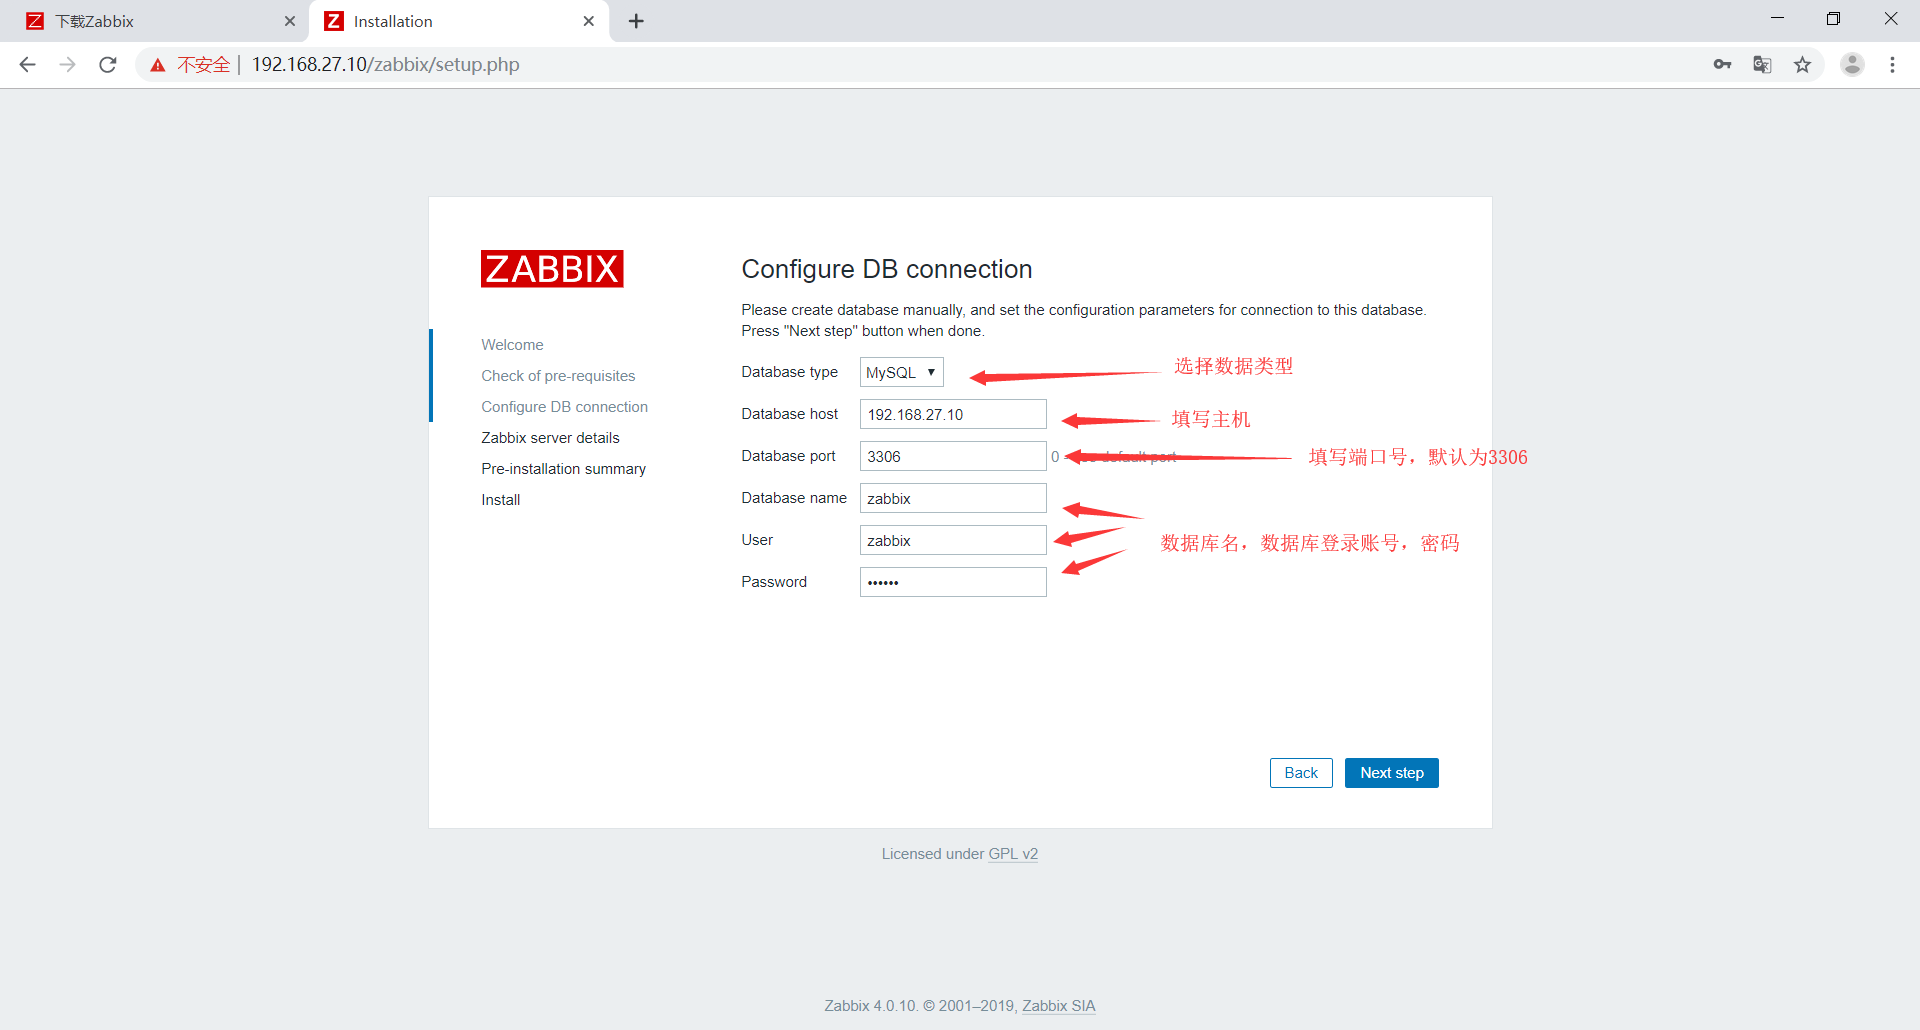 下载Zabbix
Installation
不安全 | 192.168.27.10/zabbix/setup.php
ZABBIX
Welcome
Check of pre-requisites
Configure DB connection
Zabbix server details
Pre-installation summary
Install
Configure DB connection
Please create database manually, and set the configuration parameters for connection to this database.
Press "Next step" button when done.
Database type MySQL 选择数据类型
Database host 192.168.27.10 填写主机
Database port 3306 0 - use default port 填写端口号，默认为3306
Database name zabbix
User zabbix 数据库名，数据库登录账号，密码
Password ••••••
Back Next step
Licensed under GPL v2
Zabbix 4.0.10. © 2001–2019, Zabbix SIA